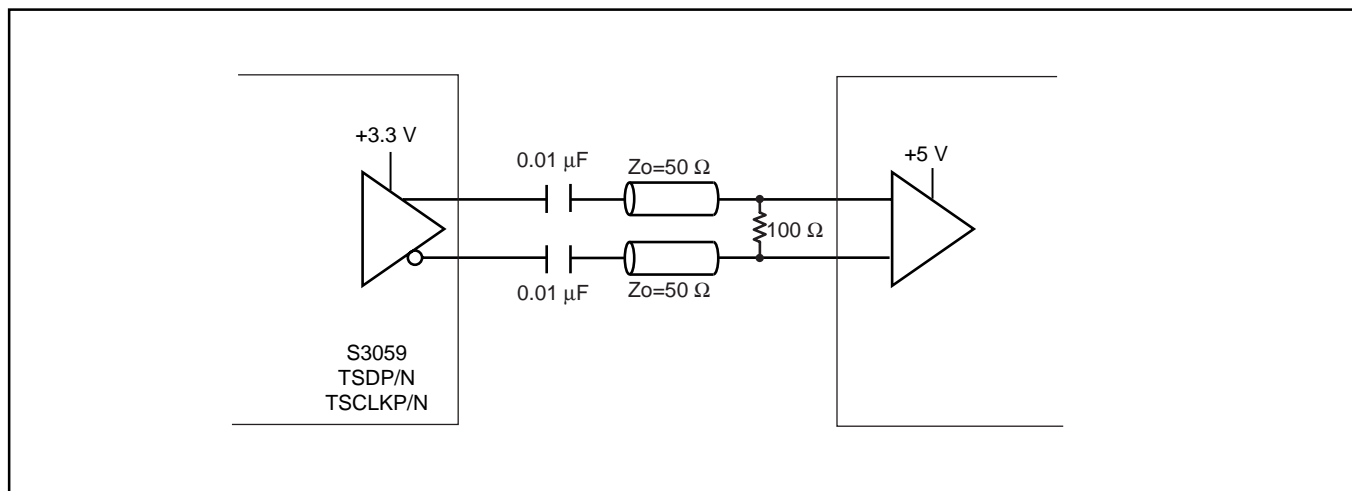 +3.3 V
0.01 μF
Zo=50 Ω
+5 V
100 Ω
0.01 μF
Zo=50 Ω
S3059
TSDP/N
TSCLKP/N